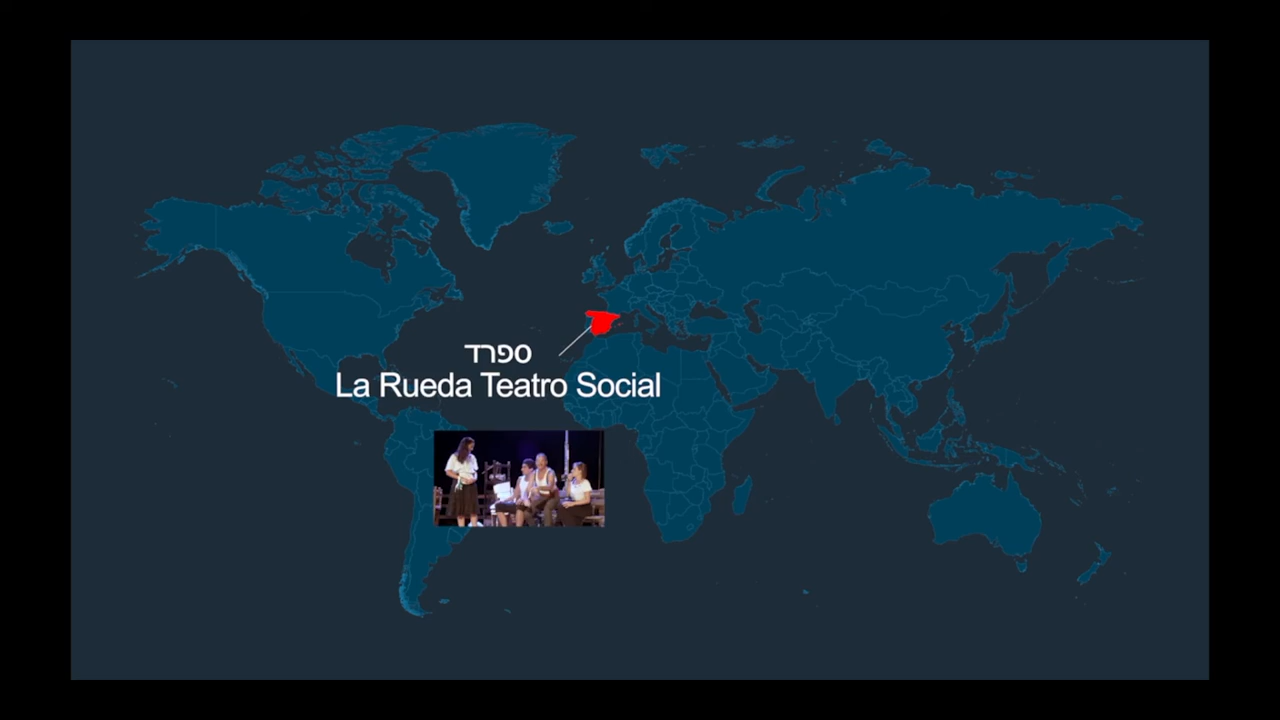 ספרד
La Rueda Teatro Social